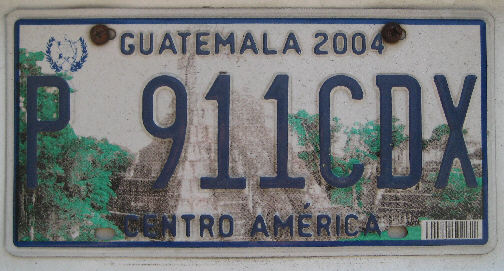 GUATEMALA 2004
P 911CDX
CENTRO AMÉRICA